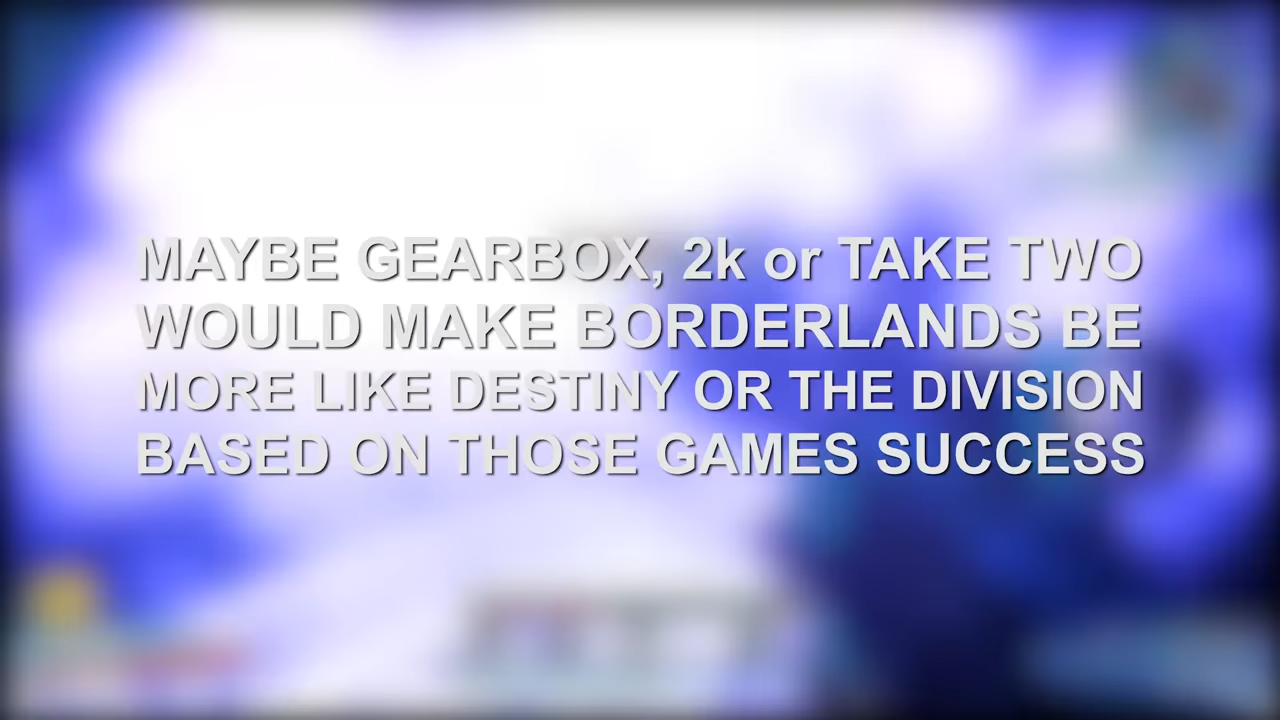 MAYBE GEARBOX, 2k or TAKE TWO
WOULD MAKE BORDERLANDS BE
MORE LIKE DESTINY OR THE DIVISION
BASED ON THOSE GAMES SUCCESS